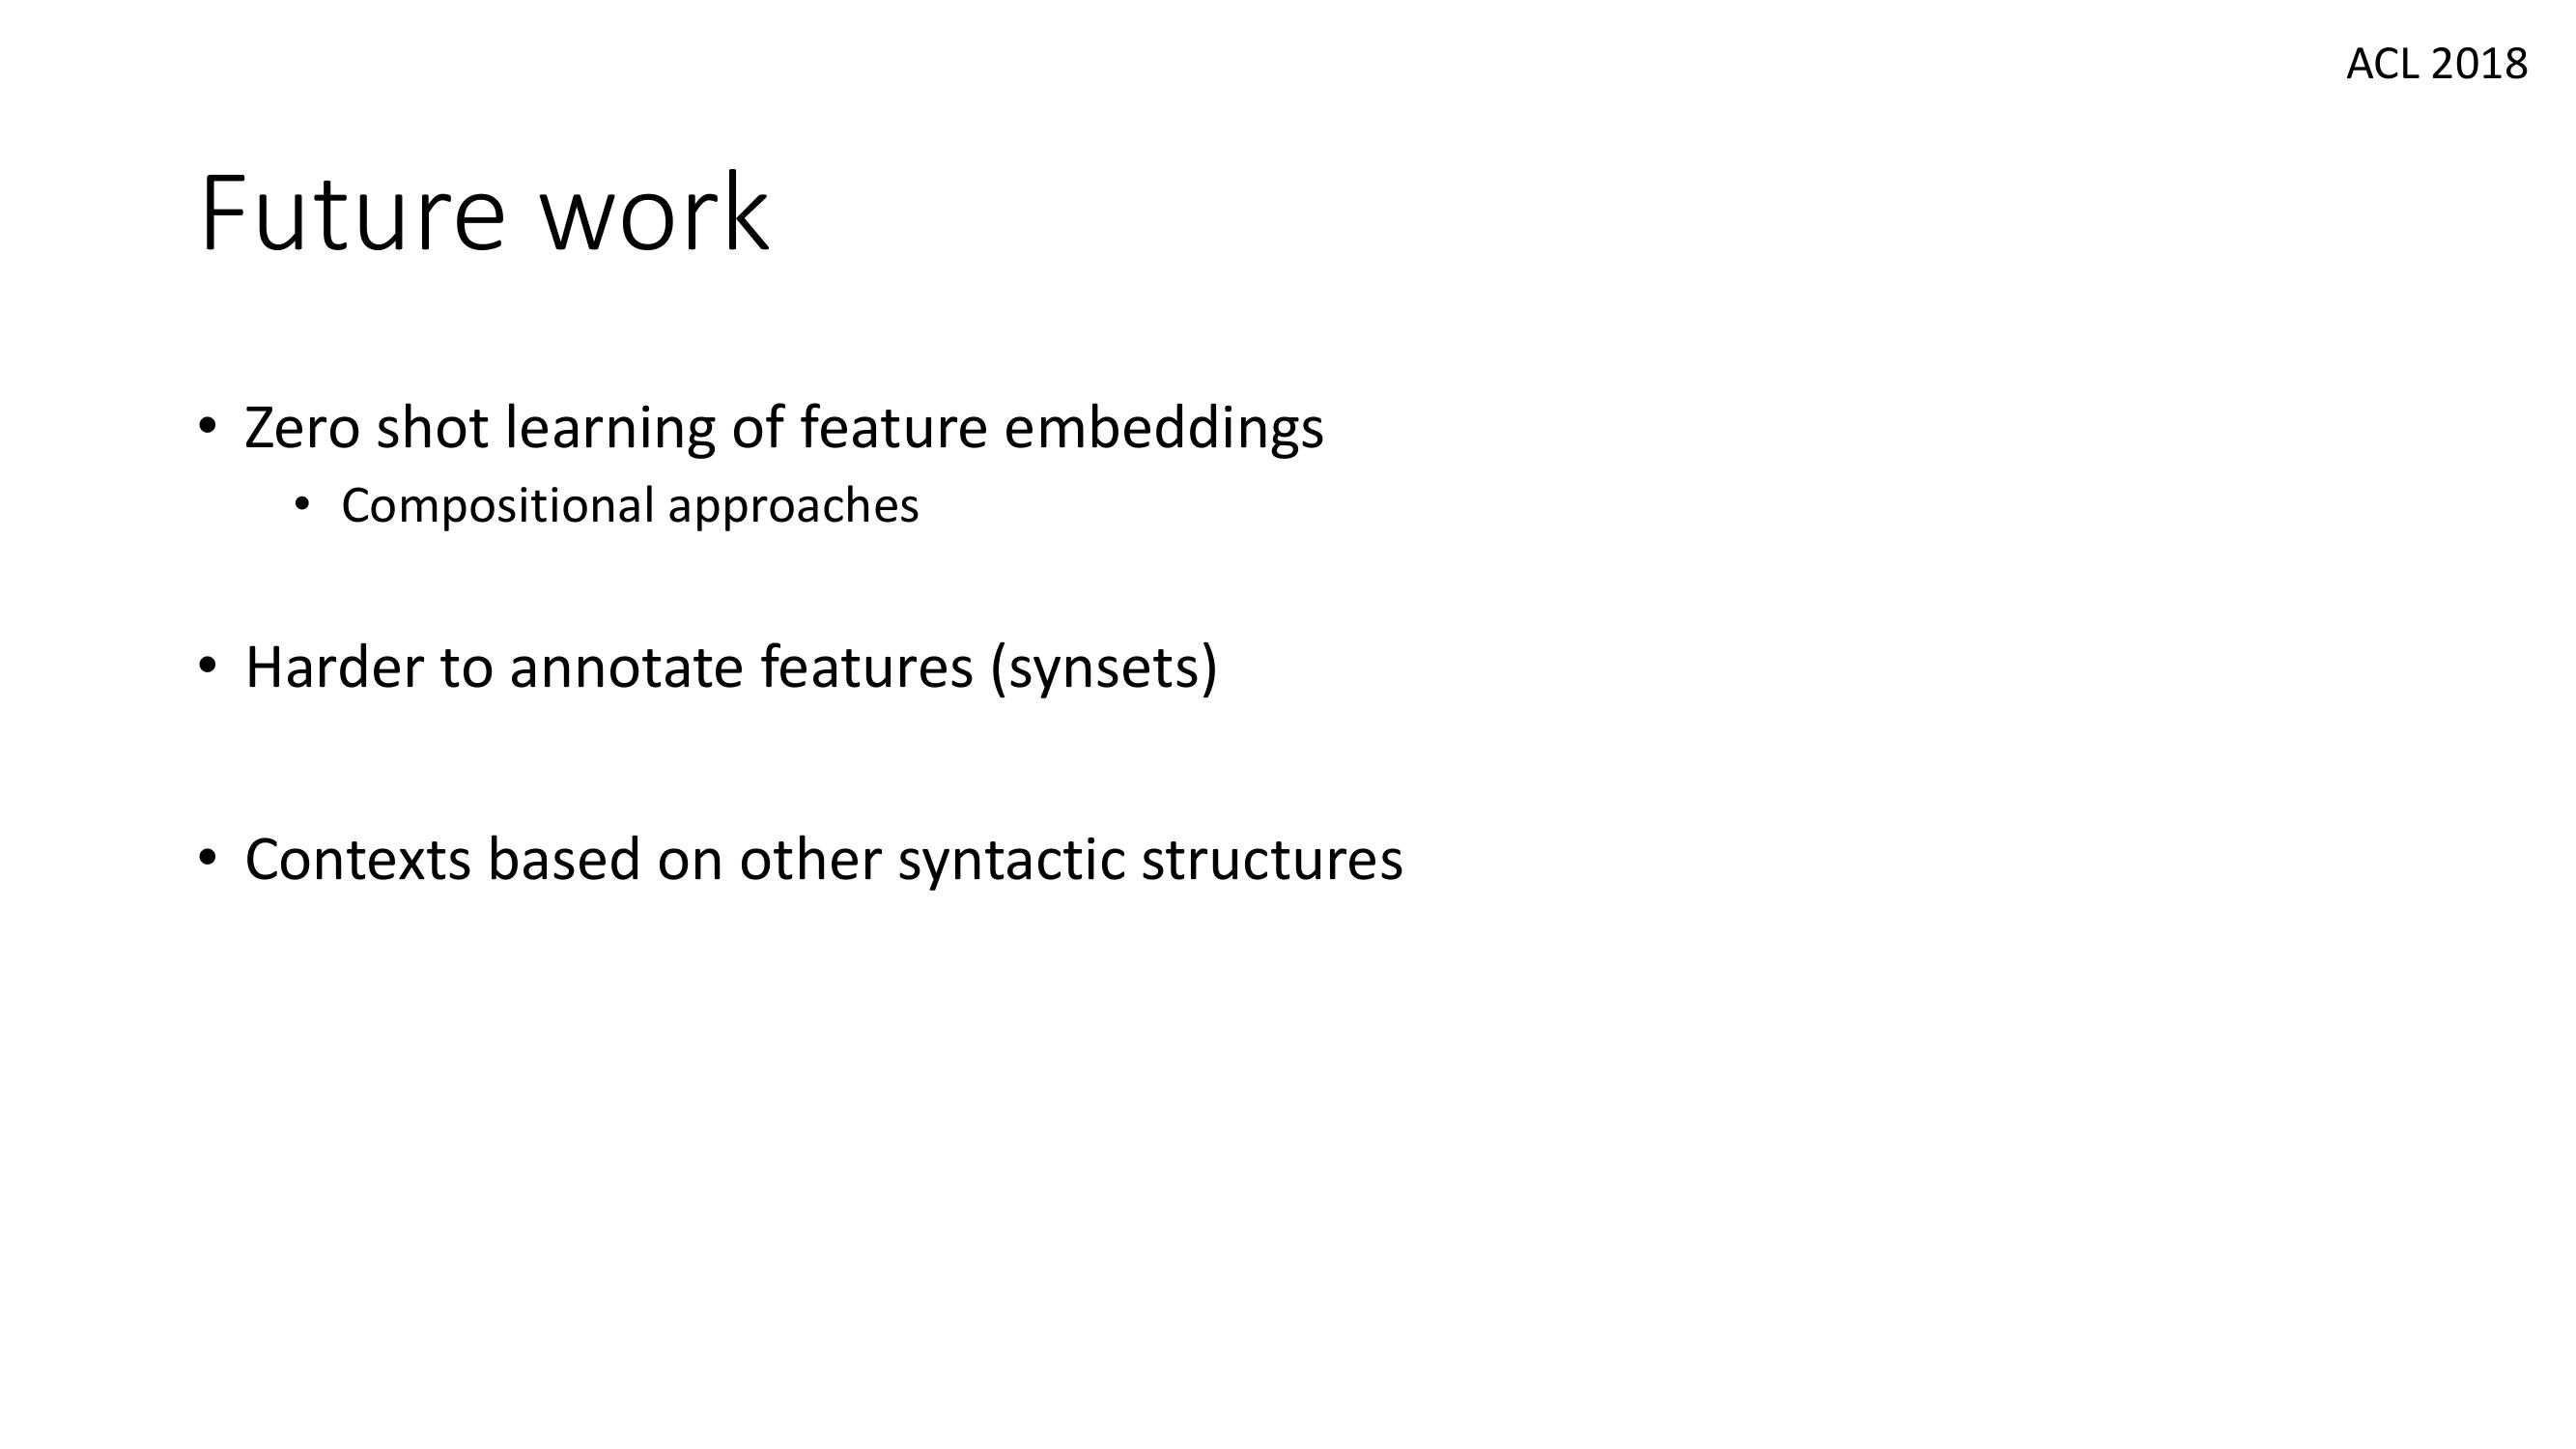 ACL 2018
Future work
• Zero shot learning of feature embeddings
• Compositional approaches
• Harder to annotate features (synsets)
• Contexts based on other syntactic structures